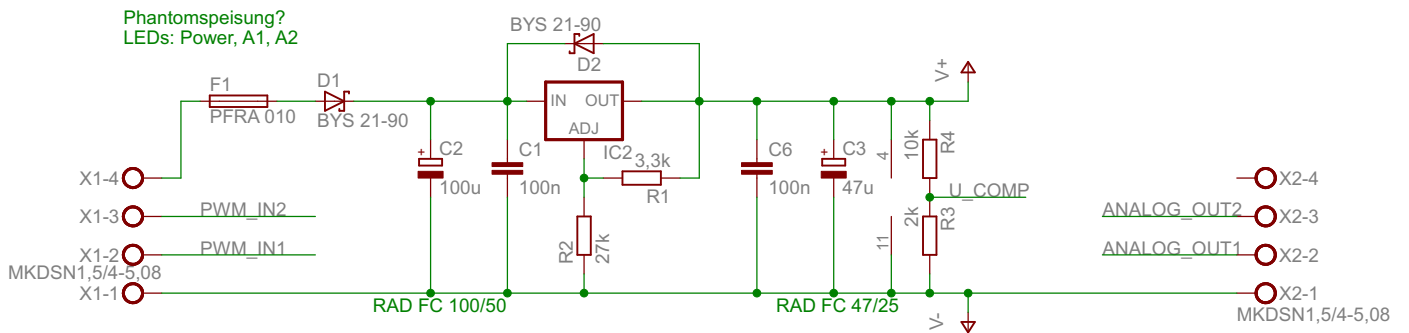 Phantomspeisung?
LEDs: Power, A1, A2
BYS 21-90
D2
V+
F1
D1
PFRA 010
BYS 21-90
IN
OUT
ADJ
IC2
C2
+
100u
C1
100n
3,3k
R1
C6
100n
C3
+
47u
4
10k
R4
U_COMP
X1-4
X2-4
X1-3
PWM_IN2
ANALOG_OUT2
X2-3
R2
27k
11
2k
R3
X1-2
PWM_IN1
ANALOG_OUT1
X2-2
MKDSN1,5/4-5,08
X1-1
X2-1
RAD FC 100/50
RAD FC 47/25
V-
MKDSN1,5/4-5,08